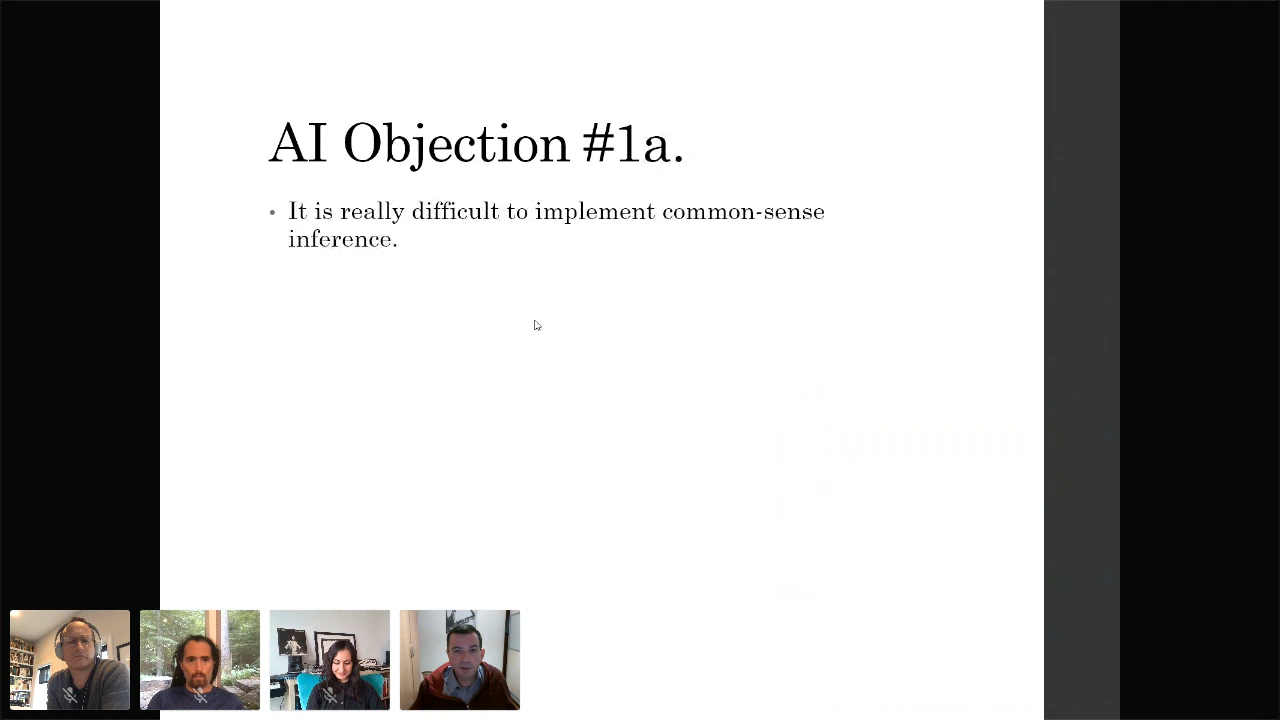 AI Objection #1a.
• It is really difficult to implement common-sense
inference.